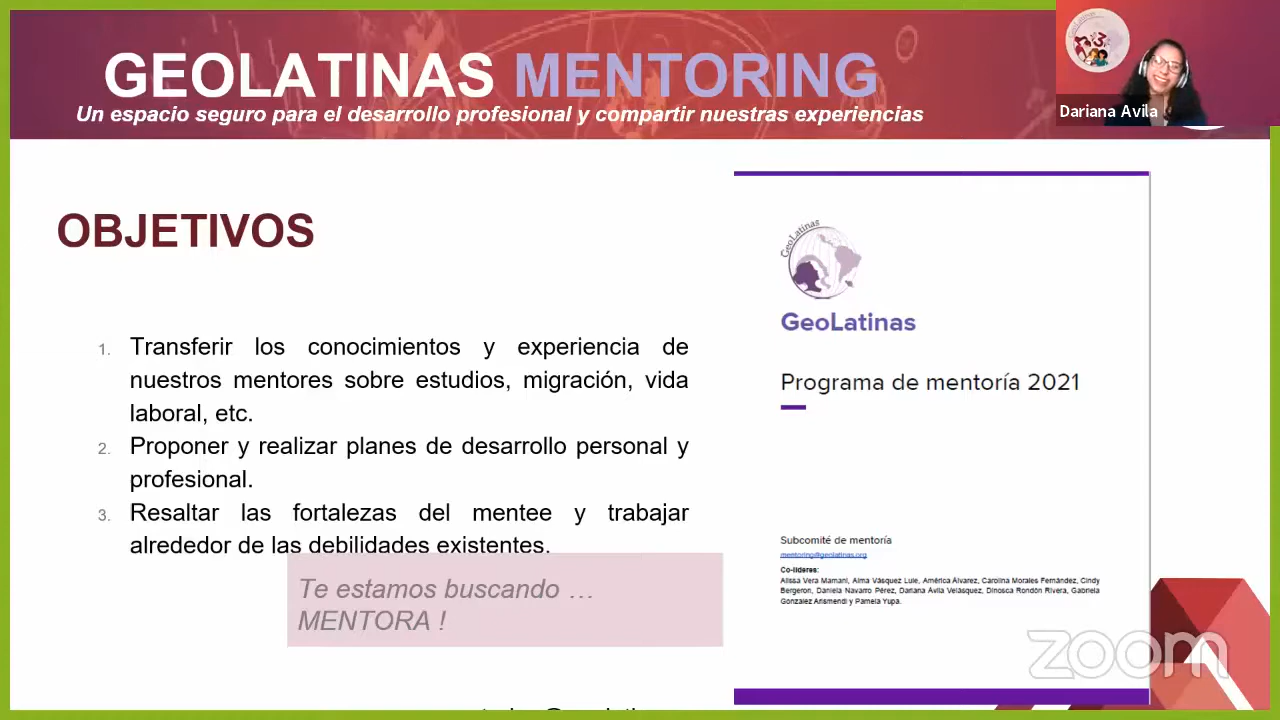 GEOLATINAS MENTORING
Un espacio seguro para el desarrollo profesional y compartir nuestras experiencias
Dariana Avila
OBJETIVOS
1. Transferir los conocimientos y experiencia de
nuestros mentores sobre estudios, migración, vida
laboral, etc.
2. Proponer y realizar planes de desarrollo personal y
profesional.
3. Resaltar las fortalezas del mentee y trabajar
alrededor de las debilidades existentes.
Te estamos buscando …
MENTORA !
GeoLatinas
GeoLatinas
Programa de mentoría 2021
Subcomité de mentoría
mentoring@geolatinas.org
Co-líderes:
Alissa Vera Mamani, Alma Vásquez Lule, América Álvarez, Carolina Morales Fernández, Cindy
Bergeron, Daniela Navarro Pérez, Dariana Ávila Velásquez, Dinosca Rondón Rivera, Gabriela
González Arismendi y Pamela Yupa.
zoom